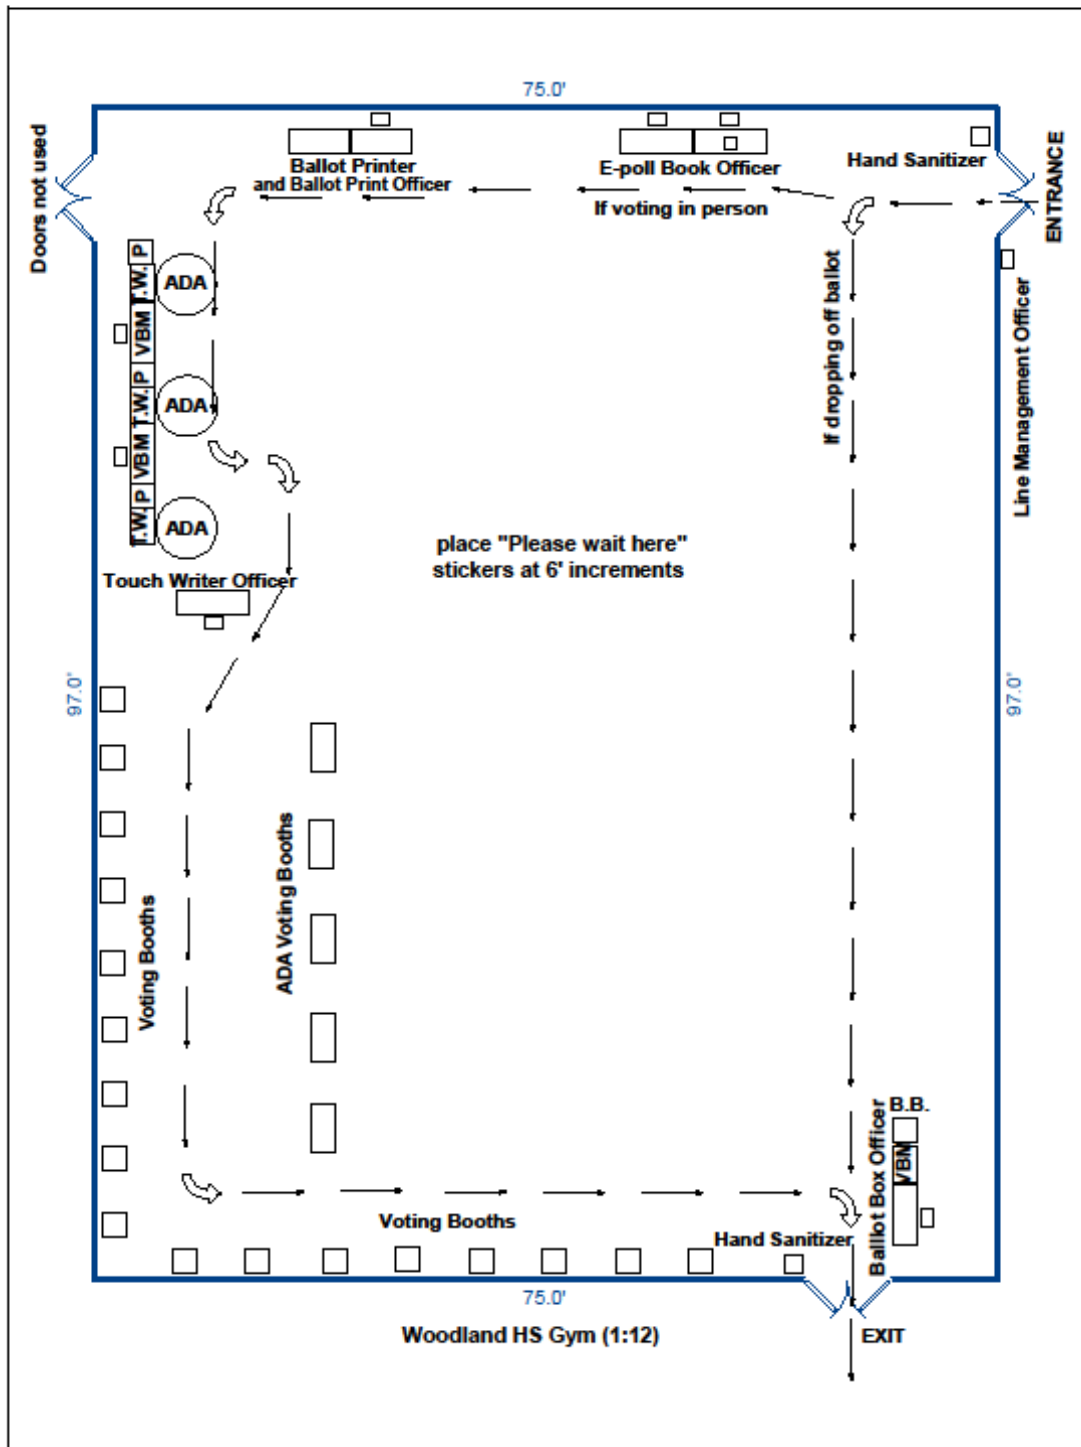 75.0'
Doors not used
Ballot Printer
and Ballot Print Officer
E-poll Book Officer
Hand Sanitizer
ENTRANCE
If voting in person
If dropping off ballot
Line Management Officer
P
T.W.
ADA
VBM
P
T.W.
ADA
VBM
P
T.W.
ADA
place "Please wait here"
stickers at 6' increments
Touch Writer Officer
97.0'
97.0'
Voting Booths
ADA Voting Booths
B.B.
VBM
Balllot Box Officer
Voting Booths
Hand Sanitizer
75.0'
Woodland HS Gym (1:12)
EXIT